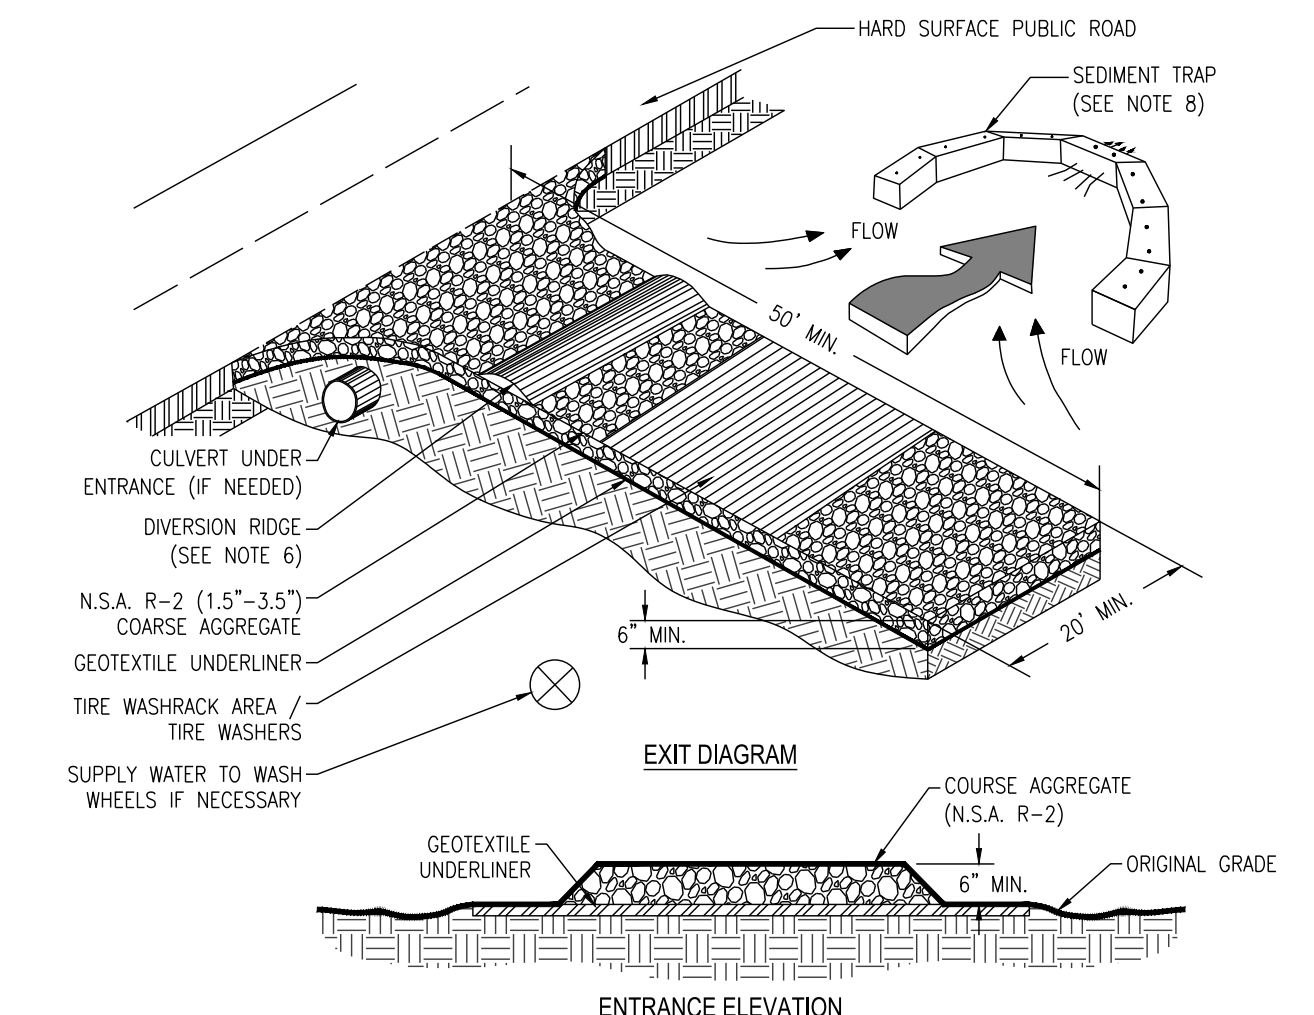 HARD SURFACE PUBLIC ROAD
SEDIMENT TRAP
(SEE NOTE 8)
FLOW
50' MIN.
FLOW
CULVERT UNDER
ENTRANCE (IF NEEDED)
DIVERSION RIDGE
(SEE NOTE 6)
N.S.A. R-2 (1.5"-3.5")
COARSE AGGREGATE
GEOTEXTILE UNDERLINER
TIRE WASHRACK AREA /
TIRE WASHERS
SUPPLY WATER TO WASH
WHEELS IF NECESSARY
6" MIN.
20' MIN.
EXIT DIAGRAM
COURSE AGGREGATE
(N.S.A. R-2)
GEOTEXTILE
UNDERLINER
6" MIN.
ORIGINAL GRADE
ENTRANCE ELEVATION